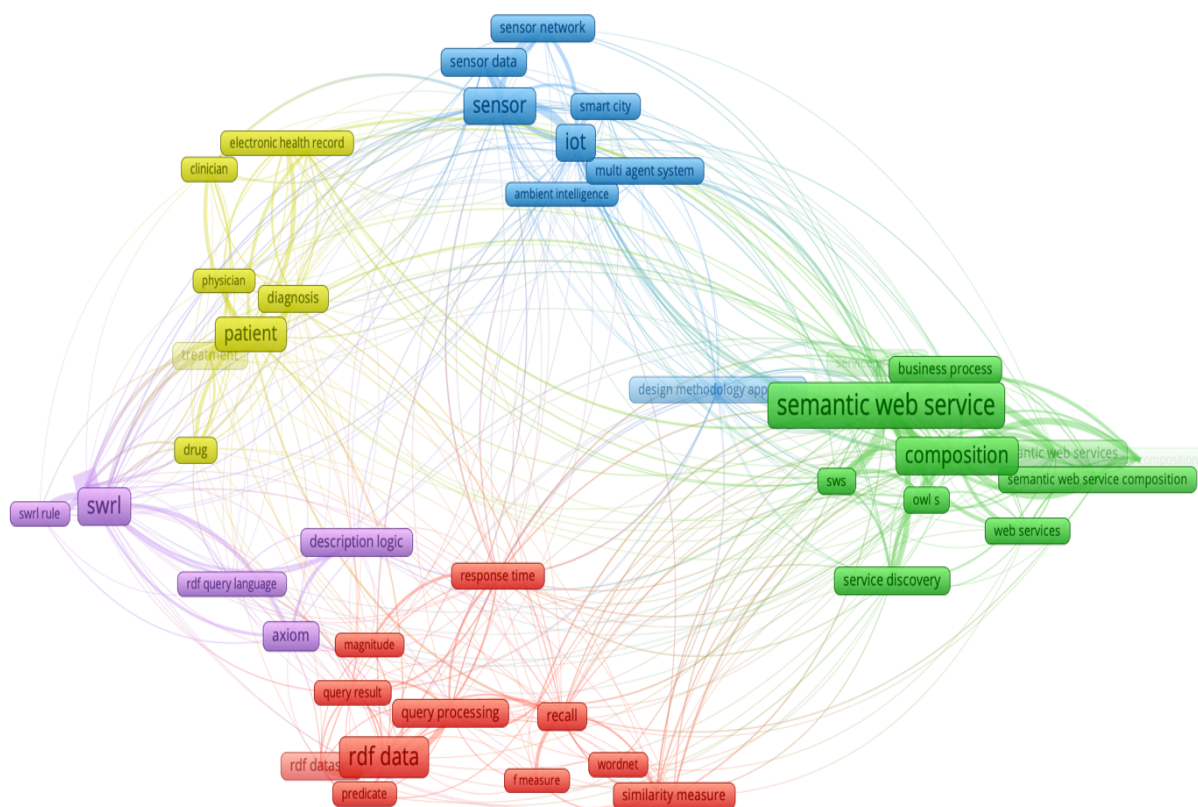 sensor network
sensor data
sensor
smart city
iot
electronic health record
clinician
multi agent system
ambient intelligence
physician
diagnosis
patient
treatment
business process
design methodology app
semantic web service
drug
composition
antic web services
semantic web service composition
sws
owl s
swrl
swrl rule
web services
description logic
response time
rdf query language
service discovery
axiom
magnitude
query result
query processing
recall
rdf data
rdf datas
wordnet
f measure
predicate
similarity measure